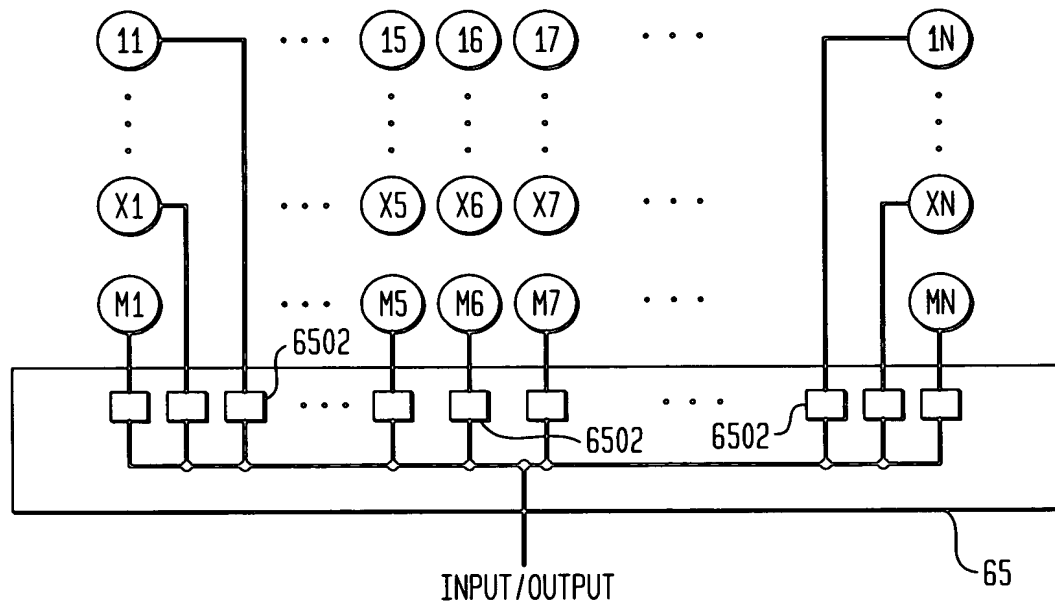 11 · · · 15 16 17 · · · 1N
X1 · · · X5 X6 X7 · · · XN
M1 · · · M5 M6 M7 · · · MN
6502
· · · · · ·
6502 6502
65
INPUT/OUTPUT